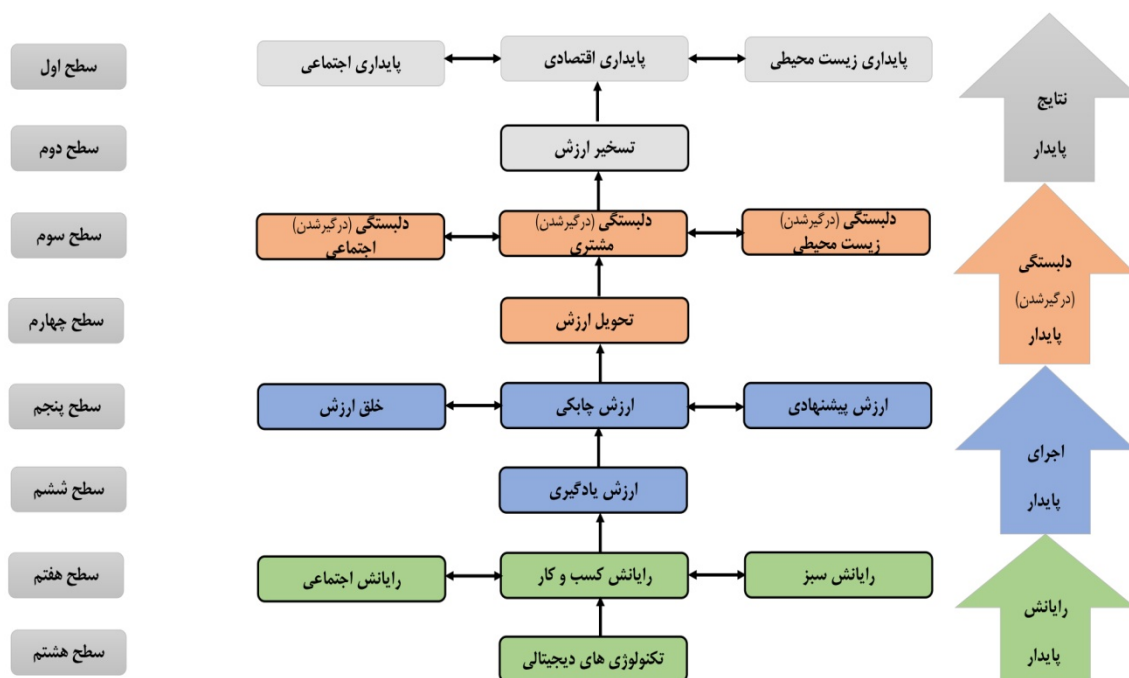 نتایج
پایدار
پایداری زیست محیطی
پایداری اقتصادی
پایداری اجتماعی
سطح اول
تسخیر ارزش
سطح دوم
دلبستگی
(درگیرشدن)
پایدار
دلبستگی (درگیرشدن)
زیست محیطی
دلبستگی (درگیرشدن)
مشتری
دلبستگی (درگیرشدن)
اجتماعی
سطح سوم
تحویل ارزش
سطح چهارم
اجرای
پایدار
ارزش پیشنهادی
ارزش چابکی
خلق ارزش
سطح پنجم
ارزش یادگیری
سطح ششم
رایانش
پایدار
رایانش سبز
رایانش کسب و کار
رایانش اجتماعی
سطح هفتم
تکنولوژی های دیجیتالی
سطح هشتم